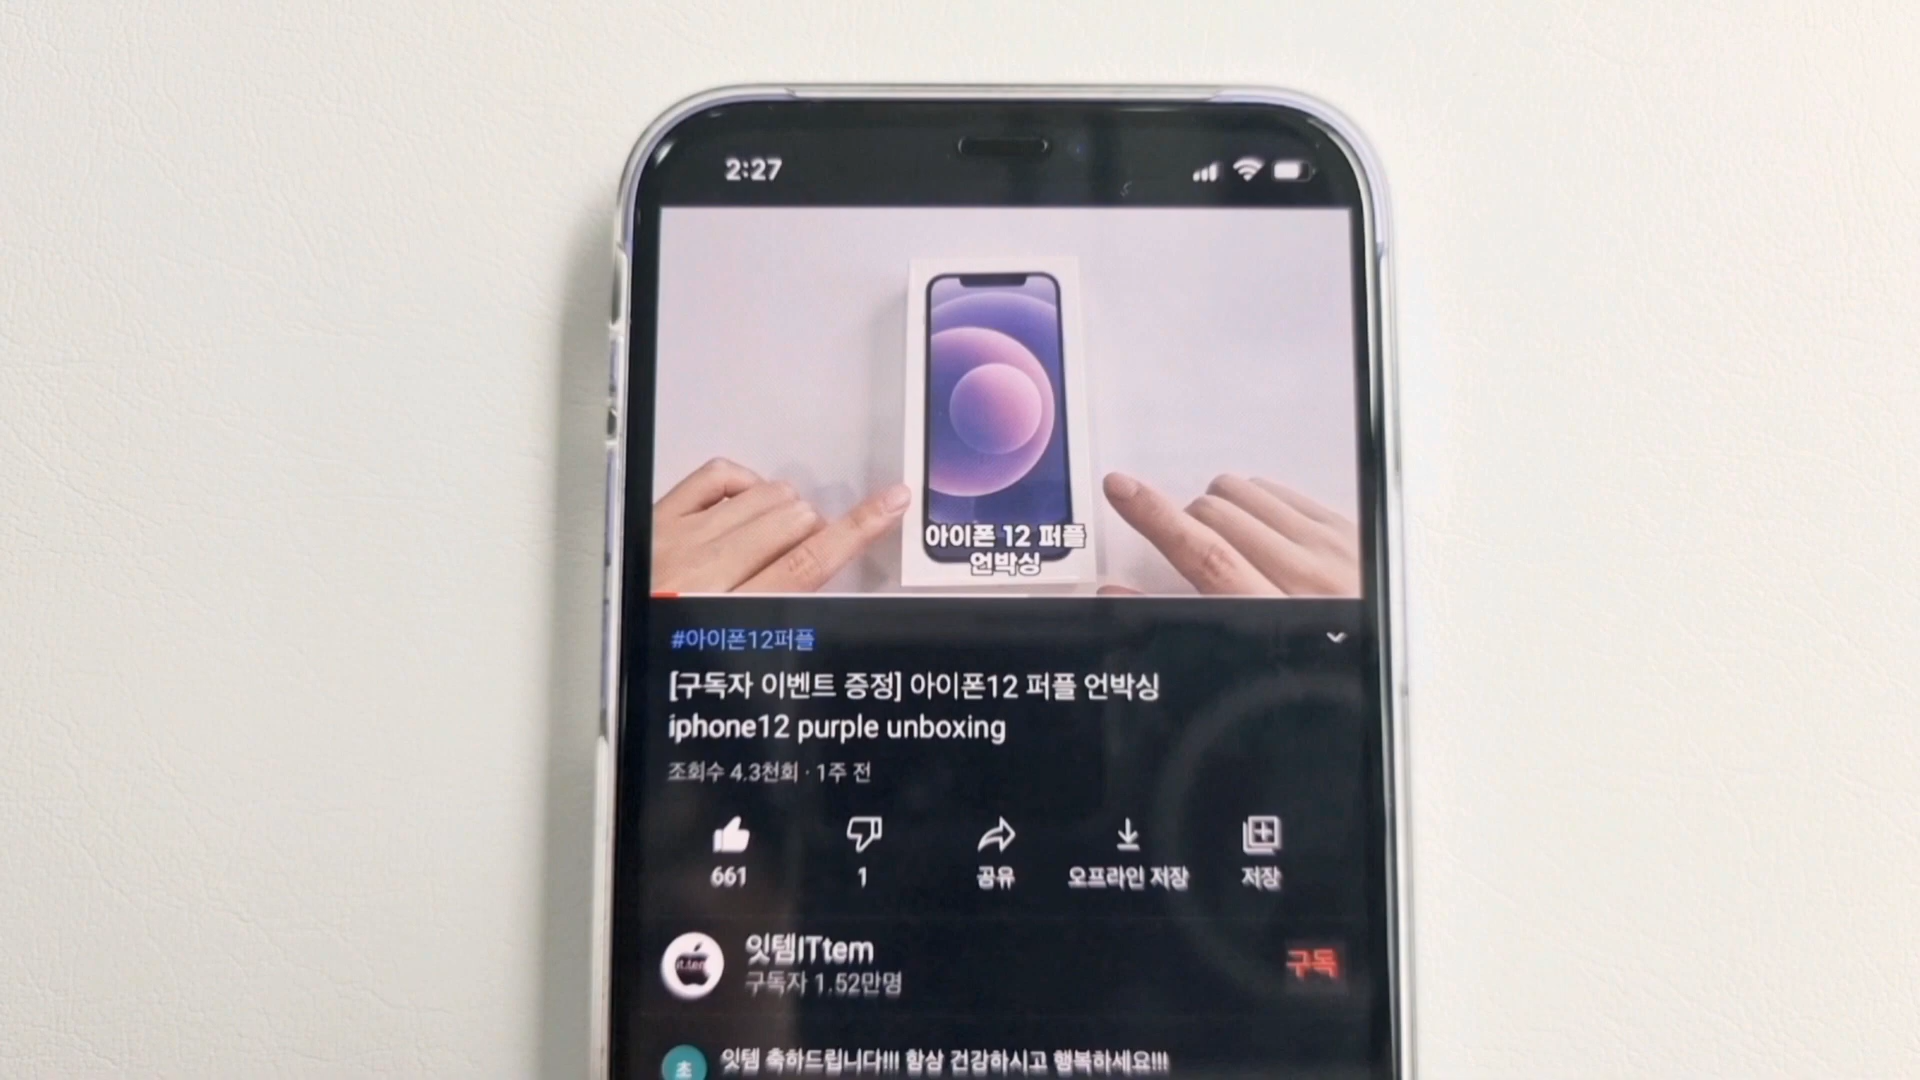 2:27
아이폰 12 퍼플
언박싱
#아이폰12퍼플
[구독자 이벤트 증정] 아이폰12 퍼플 언박싱
iphone12 purple unboxing
조회수 4.3천회 · 1주 전
661
1
공유
오프라인 저장
저장
it.tem
잇템ITtem
구독자 1.52만명
구독
초
잇템 축하드립니다!!! 항상 건강하시고 행복하세요!!!